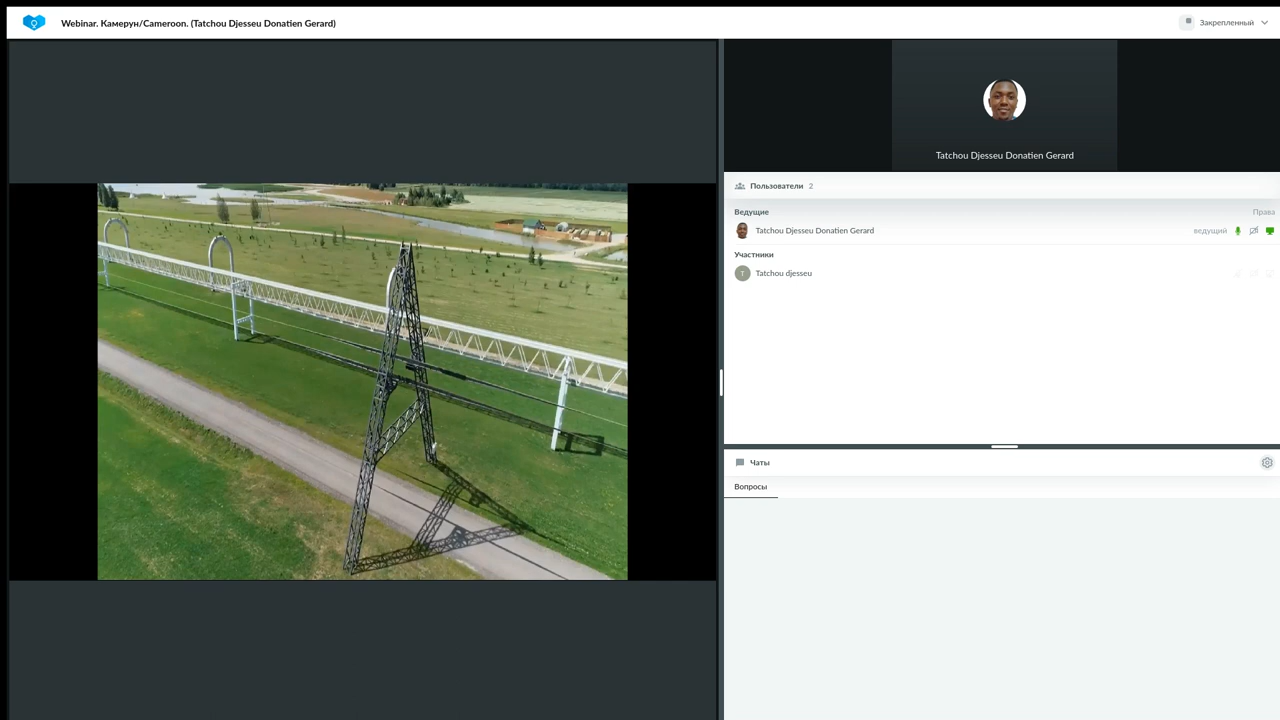 Webinar. Камерун/Cameroon. (Tatchou Djesseu Donatien Gerard)
Закрепленный
Tatchou Djesseu Donatien Gerard
Пользователи 2
Ведущие Права
Tatchou Djesseu Donatien Gerard ведущий
Участники
T Tatchou djesseu
Чаты
Вопросы